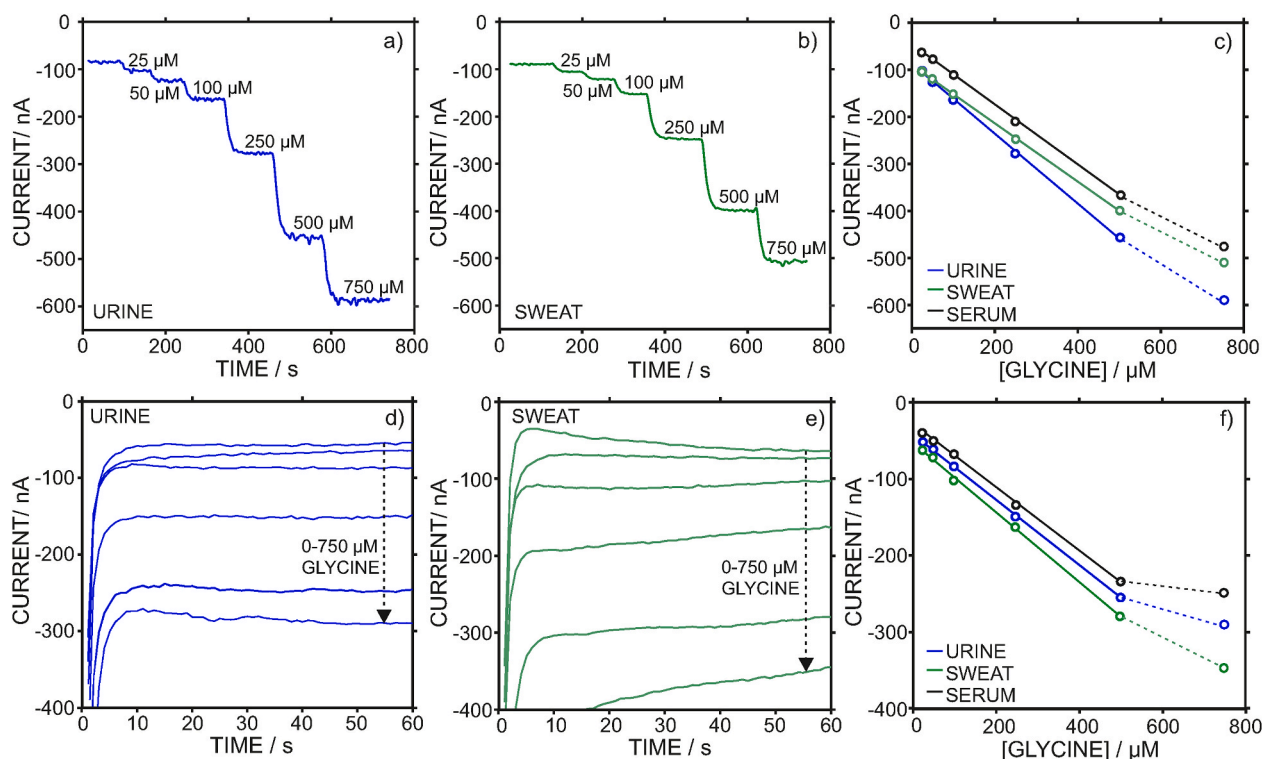 a)
0
-100
-200
-300
-400
-500
-600
CURRENT/ nA
25 µM
50 µM
100 µM
250 µM
500 µM
750 µM
URINE
0 200 400 600 800
TIME / s
b)
0
-100
-200
-300
-400
-500
-600
CURRENT/ nA
25 µM
50 µM
100 µM
250 µM
500 µM
750 µM
SWEAT
0 200 400 600 800
TIME / s
c)
0
-100
-200
-300
-400
-500
-600
CURRENT/ nA
URINE
SWEAT
SERUM
0 200 400 600 800
[GLYCINE] / µM
d)
URINE
0
-100
-200
-300
-400
CURRENT/ nA
0-750 µM
GLYCINE
0 10 20 30 40 50 60
TIME / s
e)
SWEAT
0
-100
-200
-300
-400
CURRENT/ nA
0-750 µM
GLYCINE
0 10 20 30 40 50 60
TIME / s
f)
0
-100
-200
-300
-400
CURRENT/ nA
URINE
SWEAT
SERUM
0 200 400 600 800
[GLYCINE] / µM